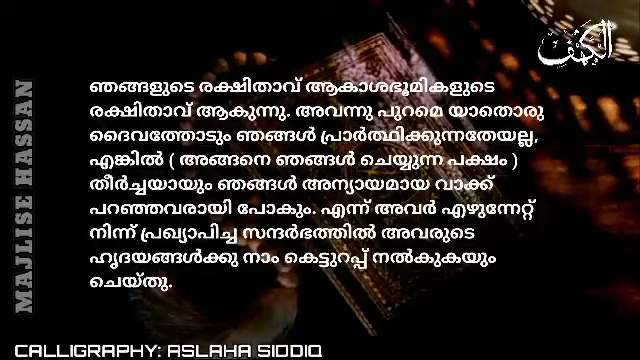 الكهف
ഞങ്ങളുടെ രക്ഷിതാവ് ആകാശഭൂമികളുടെ
രക്ഷിതാവ് ആകുന്നു. അവന്നു പുറമെ യാതൊരു
ദൈവത്തോടും ഞങ്ങൾ പ്രാർത്ഥിക്കുന്നതേയല്ല,
എങ്കിൽ ( അങ്ങനെ ഞങ്ങൾ ചെയ്യുന്ന പക്ഷം )
തീർച്ചയായും ഞങ്ങൾ അന്യായമായ വാക്ക്
പറഞ്ഞവരായി പോകും. എന്ന് അവർ എഴുന്നേറ്റ്
നിന്ന് പ്രഖ്യാപിച്ച സന്ദർഭത്തിൽ അവരുടെ
ഹൃദയങ്ങൾക്കു നാം കെട്ടുറപ്പ് നൽകുകയും
ചെയ്തു.
MAJLISE HASSAN
CALLIGRAPHY: ASLAHA SIDDIQ